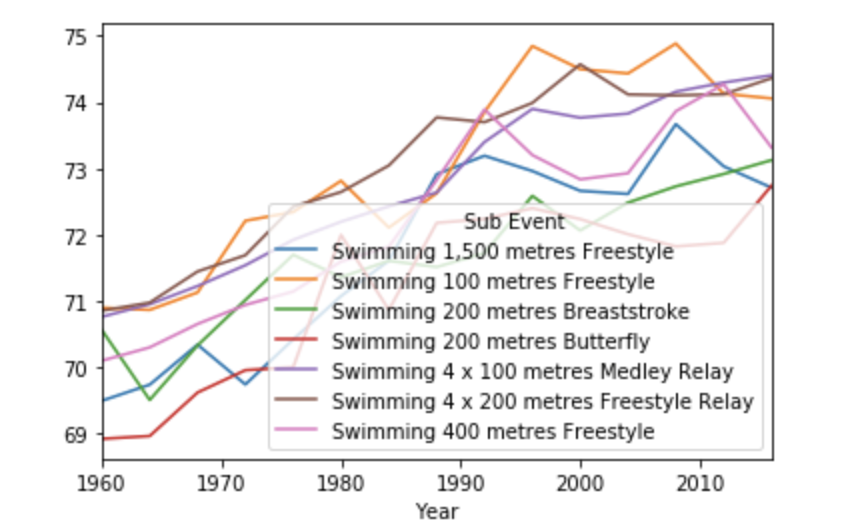 75
74
73
72
71
70
69
Sub Event
Swimming 1,500 metres Freestyle
Swimming 100 metres Freestyle
Swimming 200 metres Breaststroke
Swimming 200 metres Butterfly
Swimming 4 x 100 metres Medley Relay
Swimming 4 x 200 metres Freestyle Relay
Swimming 400 metres Freestyle
1960 1970 1980 1990 2000 2010
Year